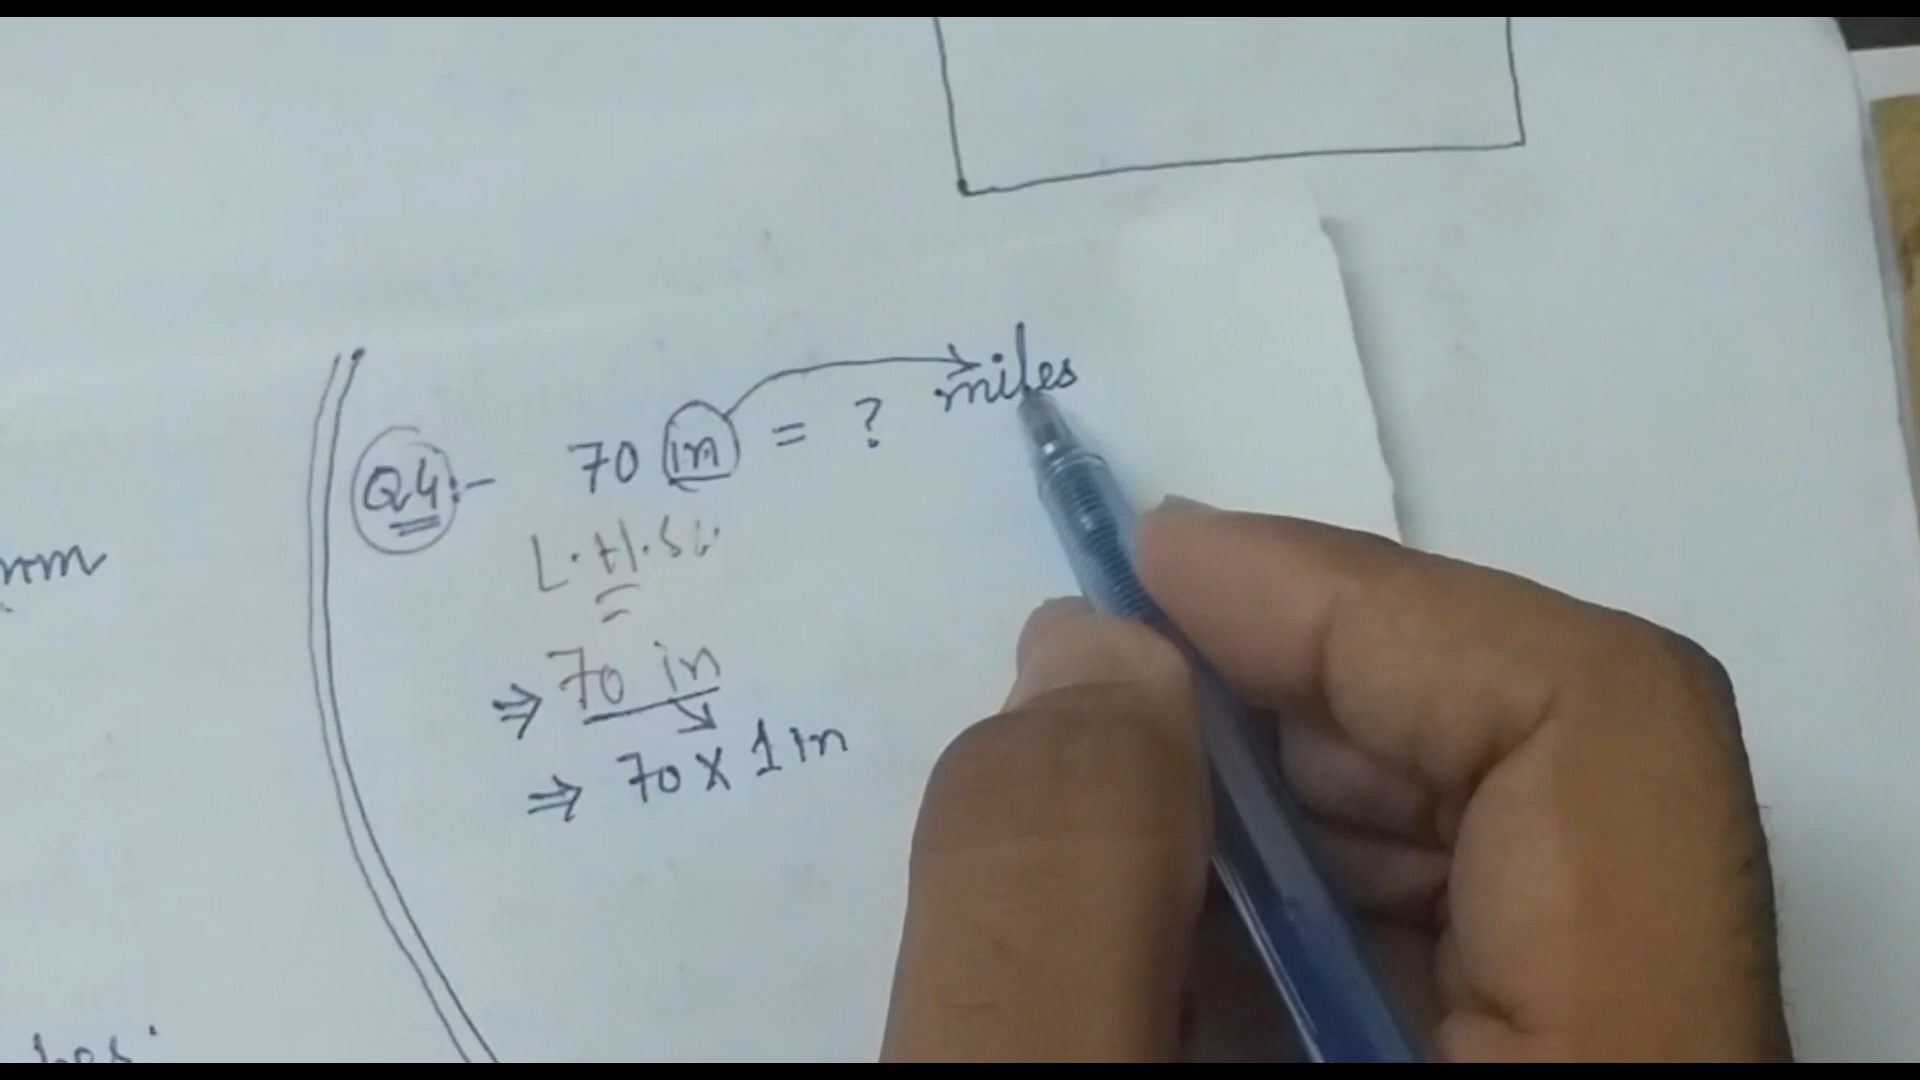 Q4:- 70 in = ? miles
L.H.S.
⇒ 70 in
⇒ 70 X 1 in